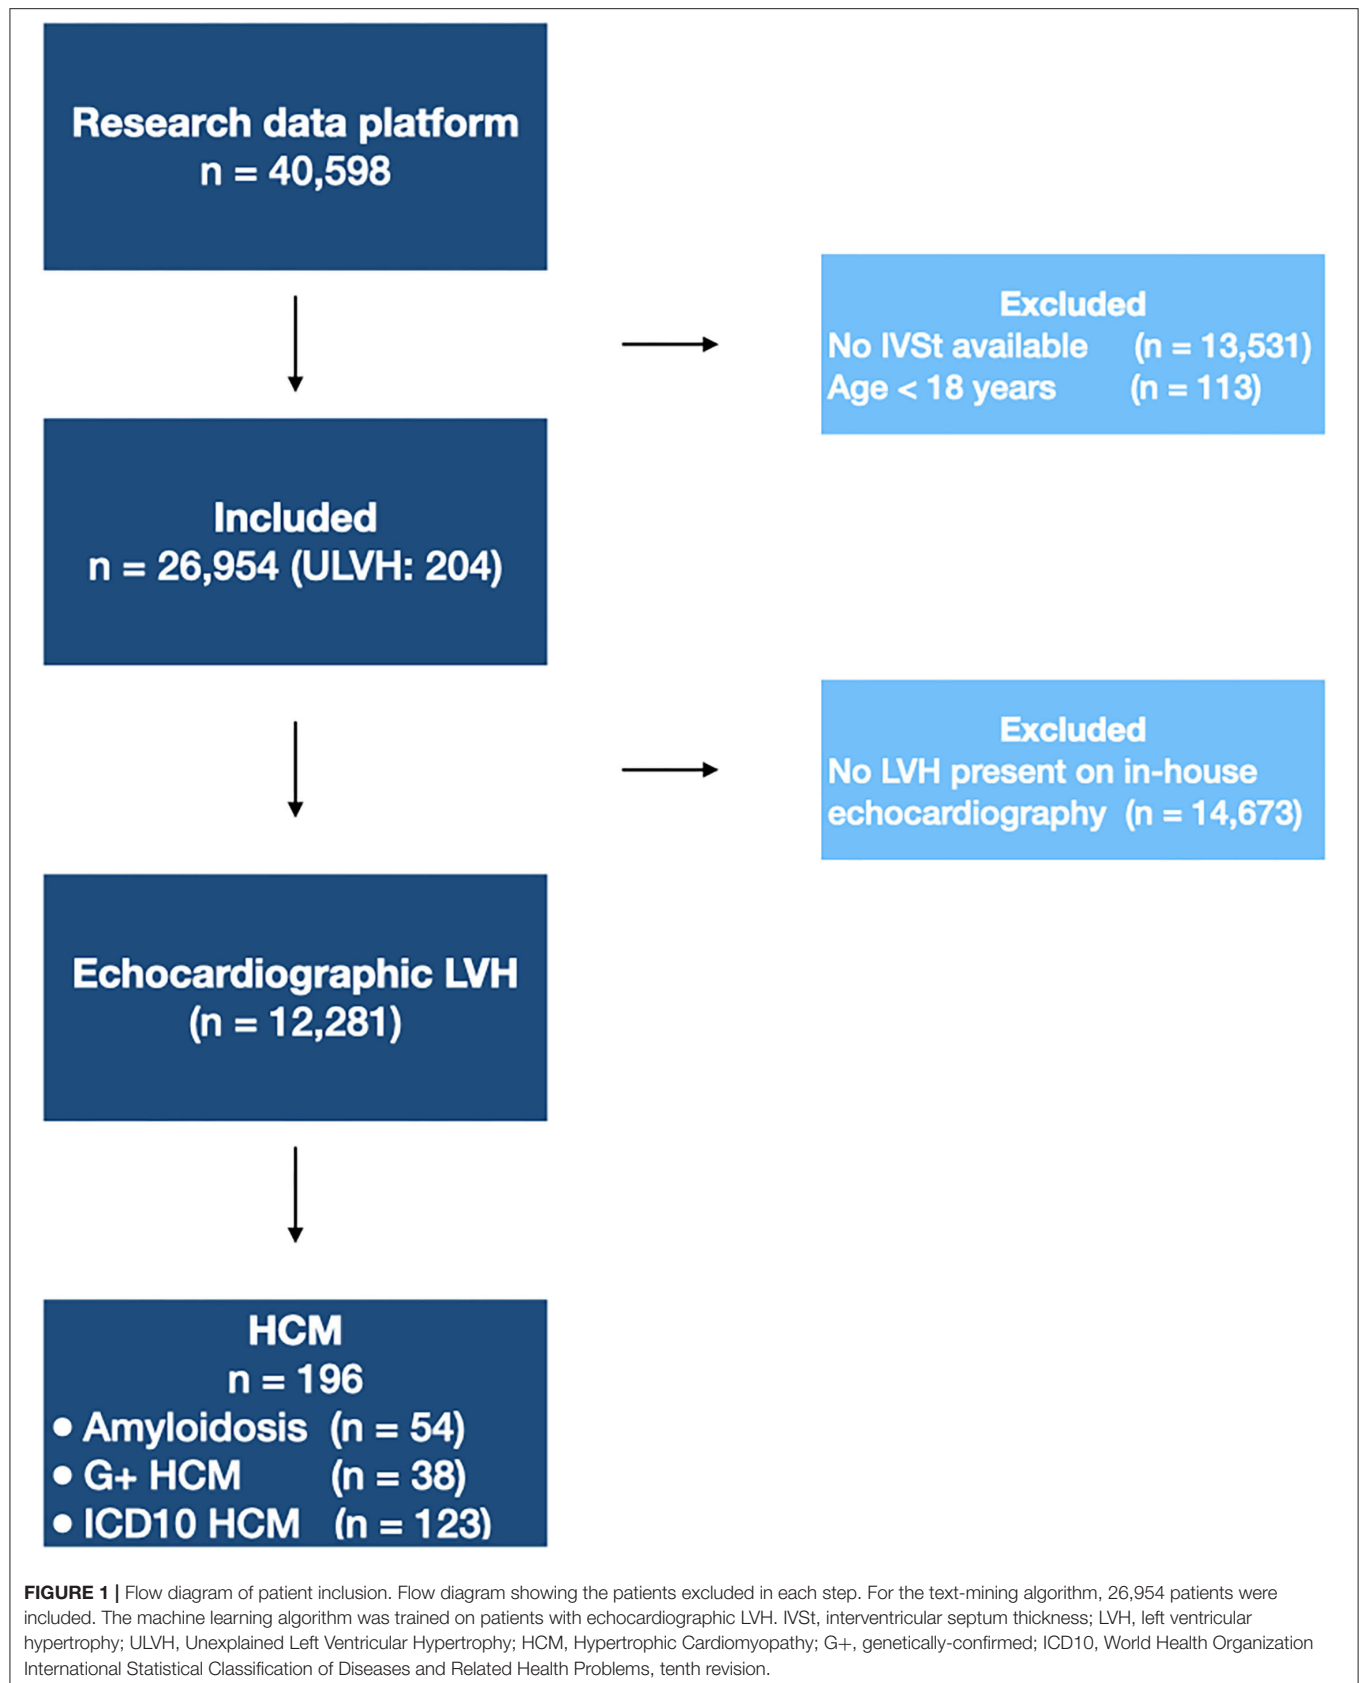 Research data platform
n = 40,598
Excluded
No IVSt available (n = 13,531)
Age < 18 years (n = 113)
Included
n = 26,954 (ULVH: 204)
Excluded
No LVH present on in-house
echocardiography (n = 14,673)
Echocardiographic LVH
(n = 12,281)
HCM
n = 196
• Amyloidosis (n = 54)
• G+ HCM (n = 38)
• ICD10 HCM (n = 123)
FIGURE 1 | Flow diagram of patient inclusion. Flow diagram showing the patients excluded in each step. For the text-mining algorithm, 26,954 patients were
included. The machine learning algorithm was trained on patients with echocardiographic LVH. IVSt, interventricular septum thickness; LVH, left ventricular
hypertrophy; ULVH, Unexplained Left Ventricular Hypertrophy; HCM, Hypertrophic Cardiomyopathy; G+, genetically-confirmed; ICD10, World Health Organization
International Statistical Classification of Diseases and Related Health Problems, tenth revision.